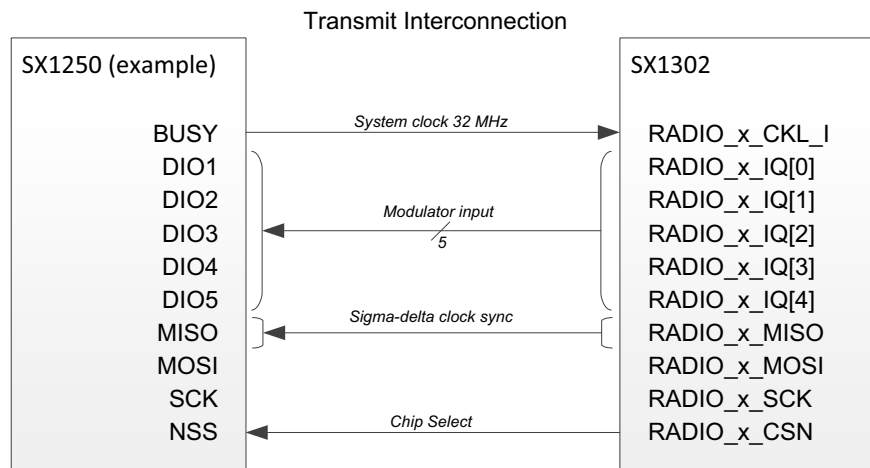 Transmit Interconnection
SX1250 (example)
SX1302
BUSY
System clock 32 MHz
RADIO_x_CKL_I
DIO1
RADIO_x_IQ[0]
DIO2
RADIO_x_IQ[1]
Modulator input
DIO3
5
RADIO_x_IQ[2]
DIO4
RADIO_x_IQ[3]
DIO5
RADIO_x_IQ[4]
Sigma-delta clock sync
MISO
RADIO_x_MISO
MOSI
RADIO_x_MOSI
SCK
RADIO_x_SCK
NSS
Chip Select
RADIO_x_CSN